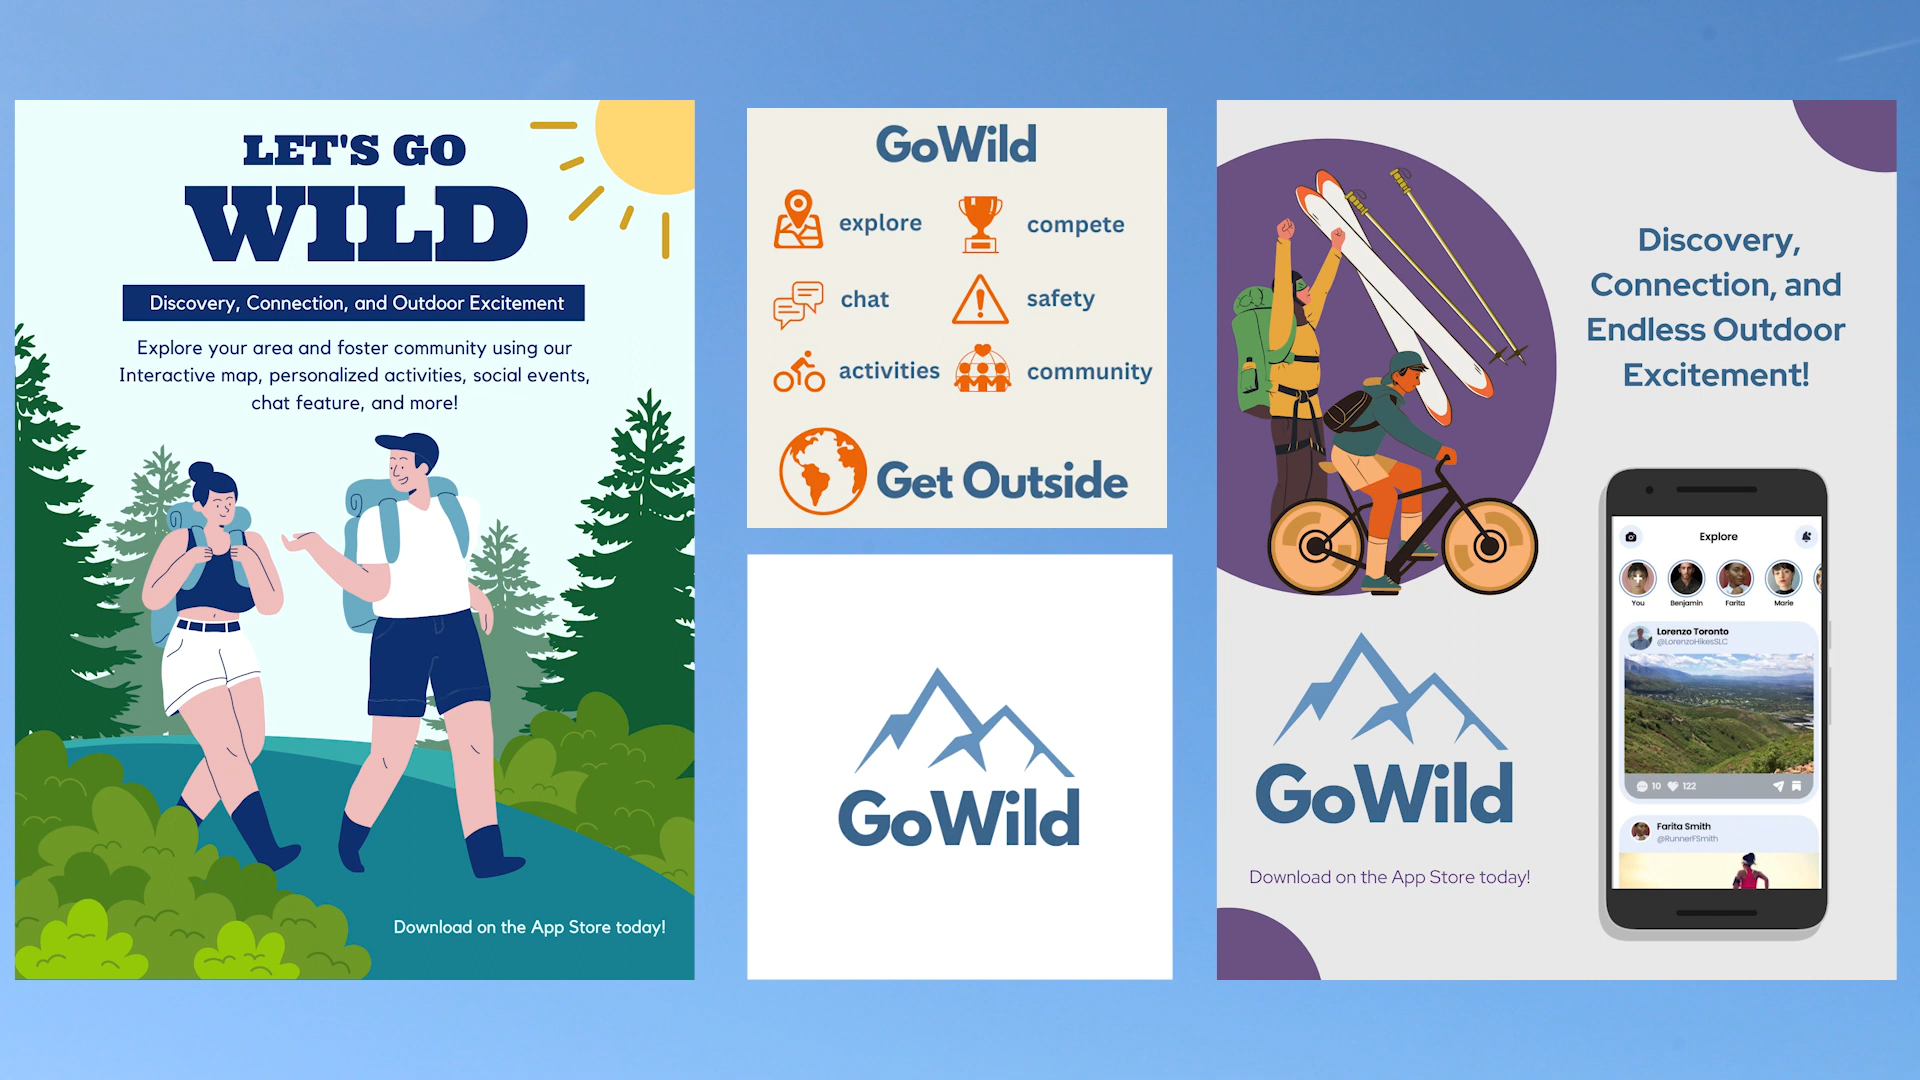 LET'S GO
WILD
Discovery, Connection, and Outdoor Excitement
Explore your area and foster community using our
Interactive map, personalized activities, social events,
chat feature, and more!
Download on the App Store today!
GoWild
explore
compete
chat
safety
activities
community
Get Outside
GoWild
Discovery,
Connection, and
Endless Outdoor
Excitement!
GoWild
Download on the App Store today!
Explore
You
Benjamin
Farita
Marie
Lorenzo Toronto
@LorenzoHikesSLC
10
122
Farita Smith
@RunnerFSmith